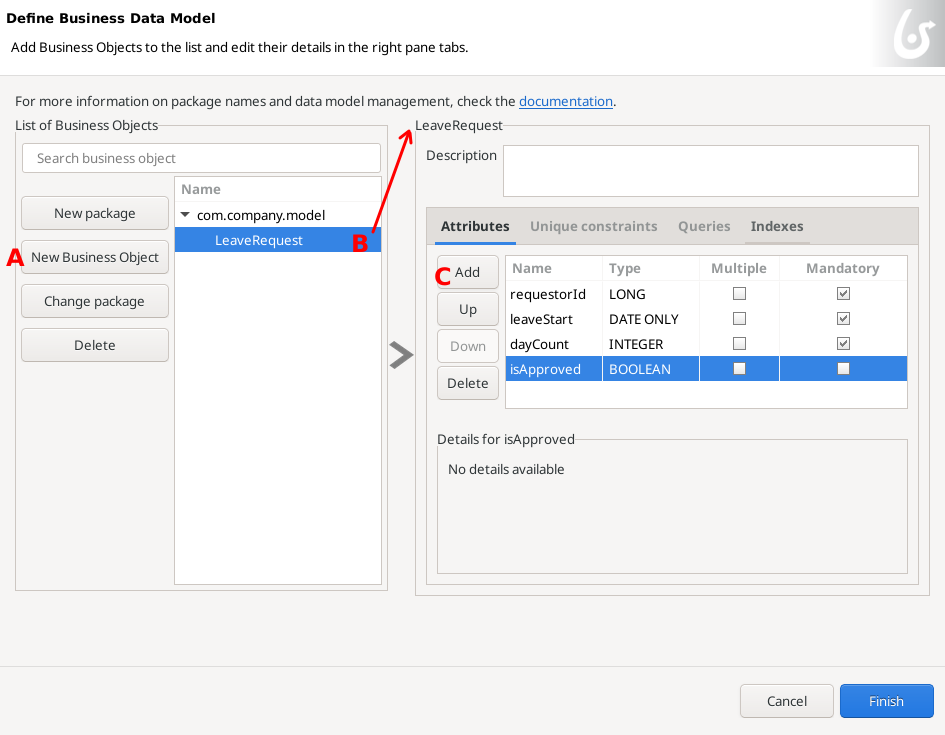 Define Business Data Model
Add Business Objects to the list and edit their details in the right pane tabs.
For more information on package names and data model management, check the documentation.
List of Business Objects
Search business object
New package
A New Business Object
Change package
Delete
Name
com.company.model
LeaveRequest B
LeaveRequest
Description
Attributes Unique constraints Queries Indexes
C Add
Up
Down
Delete
Name Type Multiple Mandatory
requestorId LONG
leaveStart DATE ONLY
dayCount INTEGER
isApproved BOOLEAN
Details for isApproved
No details available
Cancel Finish